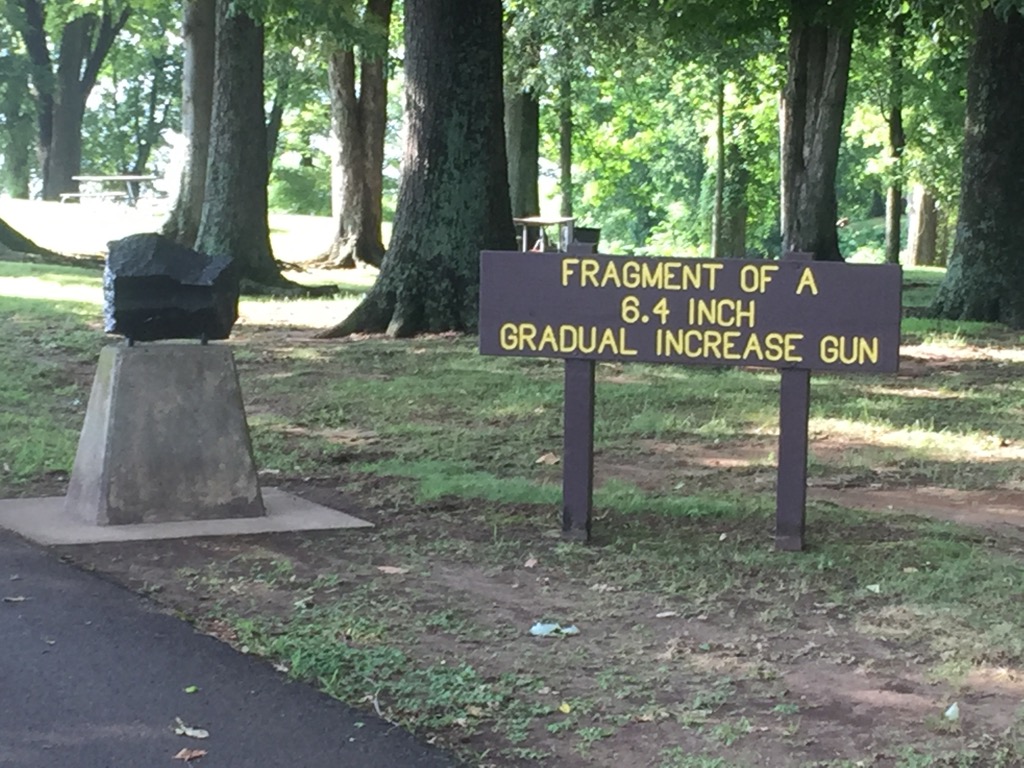 FRAGMENT OF A
6.4 INCH
GRADUAL INCREASE GUN